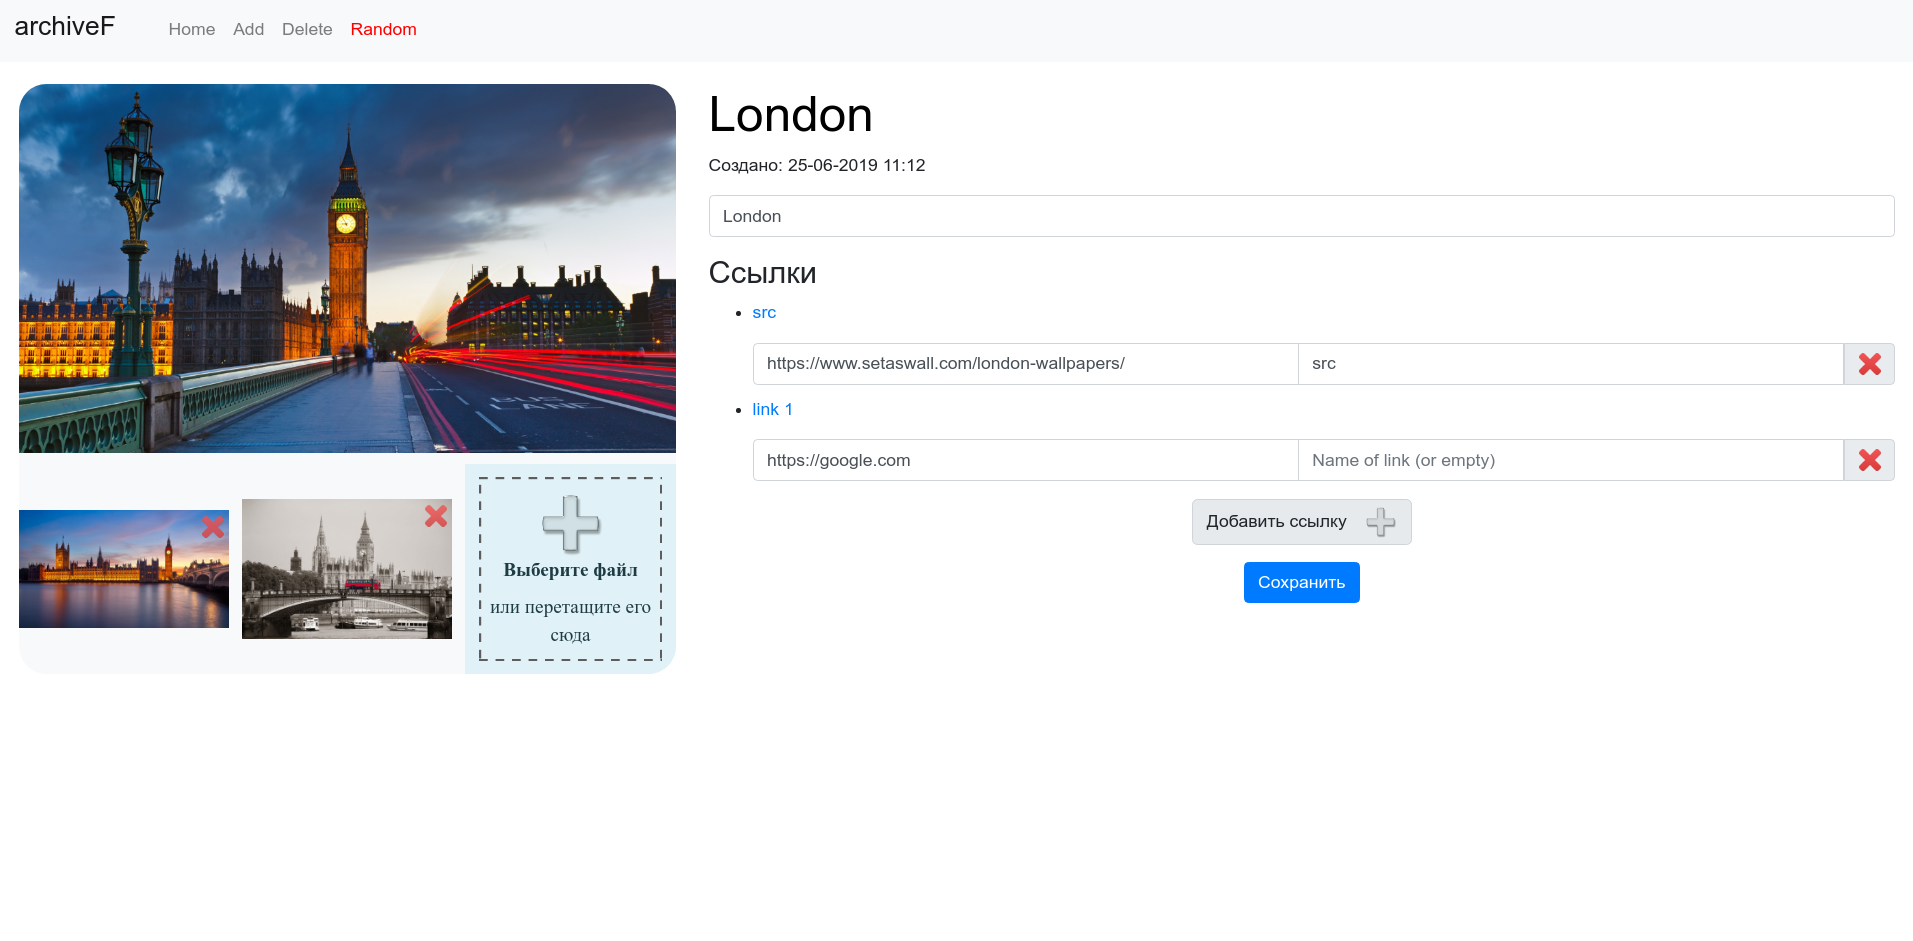 archiveF
Home Add Delete Random
London
Создано: 25-06-2019 11:12
London
Ссылки
src
https://www.setaswall.com/london-wallpapers/ src
link 1
https://google.com Name of link (or empty)
Добавить ссылку
Сохранить
BUS
LANE
Выберите файл
или перетащите его
сюда